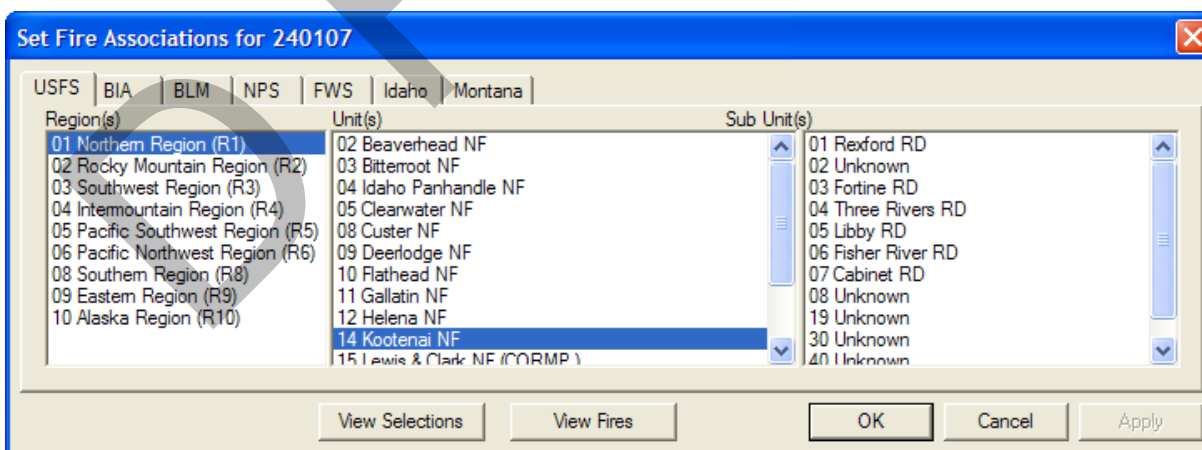 Set Fire Associations for 240107
USFS BIA BLM NPS FWS Idaho Montana
Region(s) Unit(s) Sub Unit(s)
01 Northern Region (R1)
02 Rocky Mountain Region (R2)
03 Southwest Region (R3)
04 Intermountain Region (R4)
05 Pacific Southwest Region (R5)
06 Pacific Northwest Region (R6)
08 Southern Region (R8)
09 Eastern Region (R9)
10 Alaska Region (R10)
02 Beaverhead NF
03 Bitterroot NF
04 Idaho Panhandle NF
05 Clearwater NF
08 Custer NF
09 Deerlodge NF
10 Flathead NF
11 Gallatin NF
12 Helena NF
14 Kootenai NF
15 Lewis & Clark NF (CORMP )
01 Rexford RD
02 Unknown
03 Fortine RD
04 Three Rivers RD
05 Libby RD
06 Fisher River RD
07 Cabinet RD
08 Unknown
19 Unknown
30 Unknown
40 Unknown
View Selections View Fires OK Cancel Apply